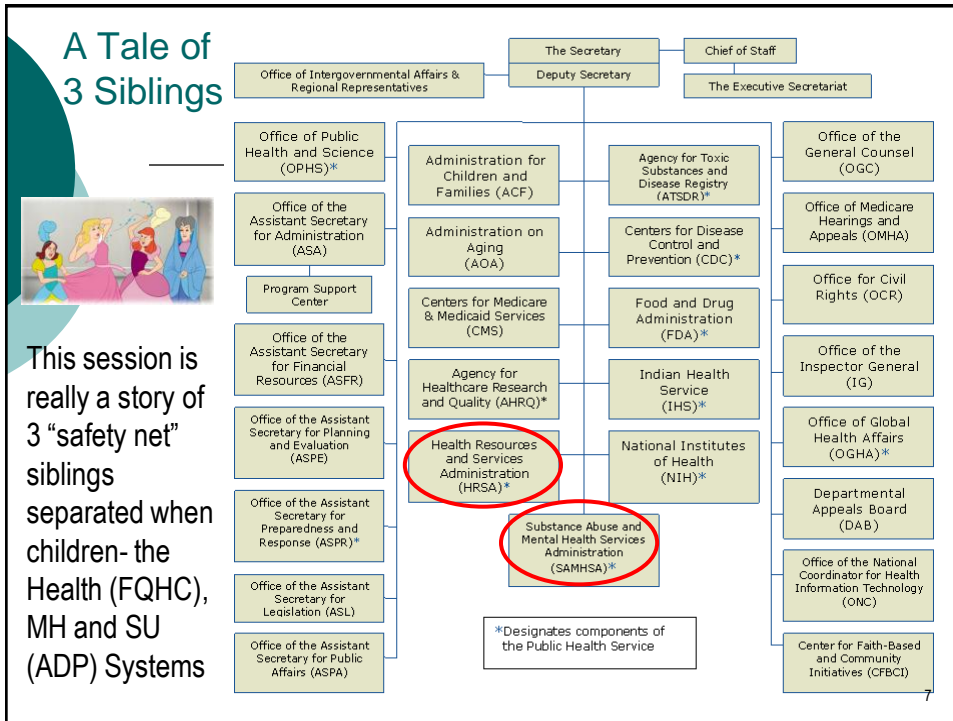 A Tale of
3 Siblings
The Secretary
Deputy Secretary
Chief of Staff
The Executive Secretariat
Office of Intergovernmental Affairs &
Regional Representatives
Office of Public
Health and Science
(OPHS)*
Office of the
Assistant Secretary
for Administration
(ASA)
Program Support
Center
Office of the
Assistant Secretary
for Financial
Resources (ASFR)
Office of the Assistant
Secretary for Planning
and Evaluation
(ASPE)
Office of the Assistant
Secretary for
Preparedness and
Response (ASPR)*
Office of the Assistant
Secretary for
Legislation (ASL)
Office of the Assistant
Secretary for Public
Affairs (ASPA)
Administration for
Children and
Families (ACF)
Administration on
Aging
(AOA)
Centers for Medicare
& Medicaid Services
(CMS)
Agency for
Healthcare Research
and Quality (AHRQ)*
Health Resources
and Services
Administration
(HRSA)*
Agency for Toxic
Substances and
Disease Registry
(ATSDR)*
Centers for Disease
Control and
Prevention (CDC)*
Food and Drug
Administration
(FDA)*
Indian Health
Service
(IHS)*
National Institutes
of Health
(NIH)*
Substance Abuse and
Mental Health Services
Administration
(SAMHSA)*
*Designates components of
the Public Health Service
Office of the
General Counsel
(OGC)
Office of Medicare
Hearings and
Appeals (OMHA)
Office for Civil
Rights (OCR)
Office of the
Inspector General
(IG)
Office of Global
Health Affairs
(OGHA)*
Departmental
Appeals Board
(DAB)
Office of the National
Coordinator for Health
Information Technology
(ONC)
Center for Faith-Based
and Community
Initiatives (CFBCI)
This session is
really a story of
3 “safety net”
siblings
separated when
children- the
Health (FQHC),
MH and SU
(ADP) Systems
7